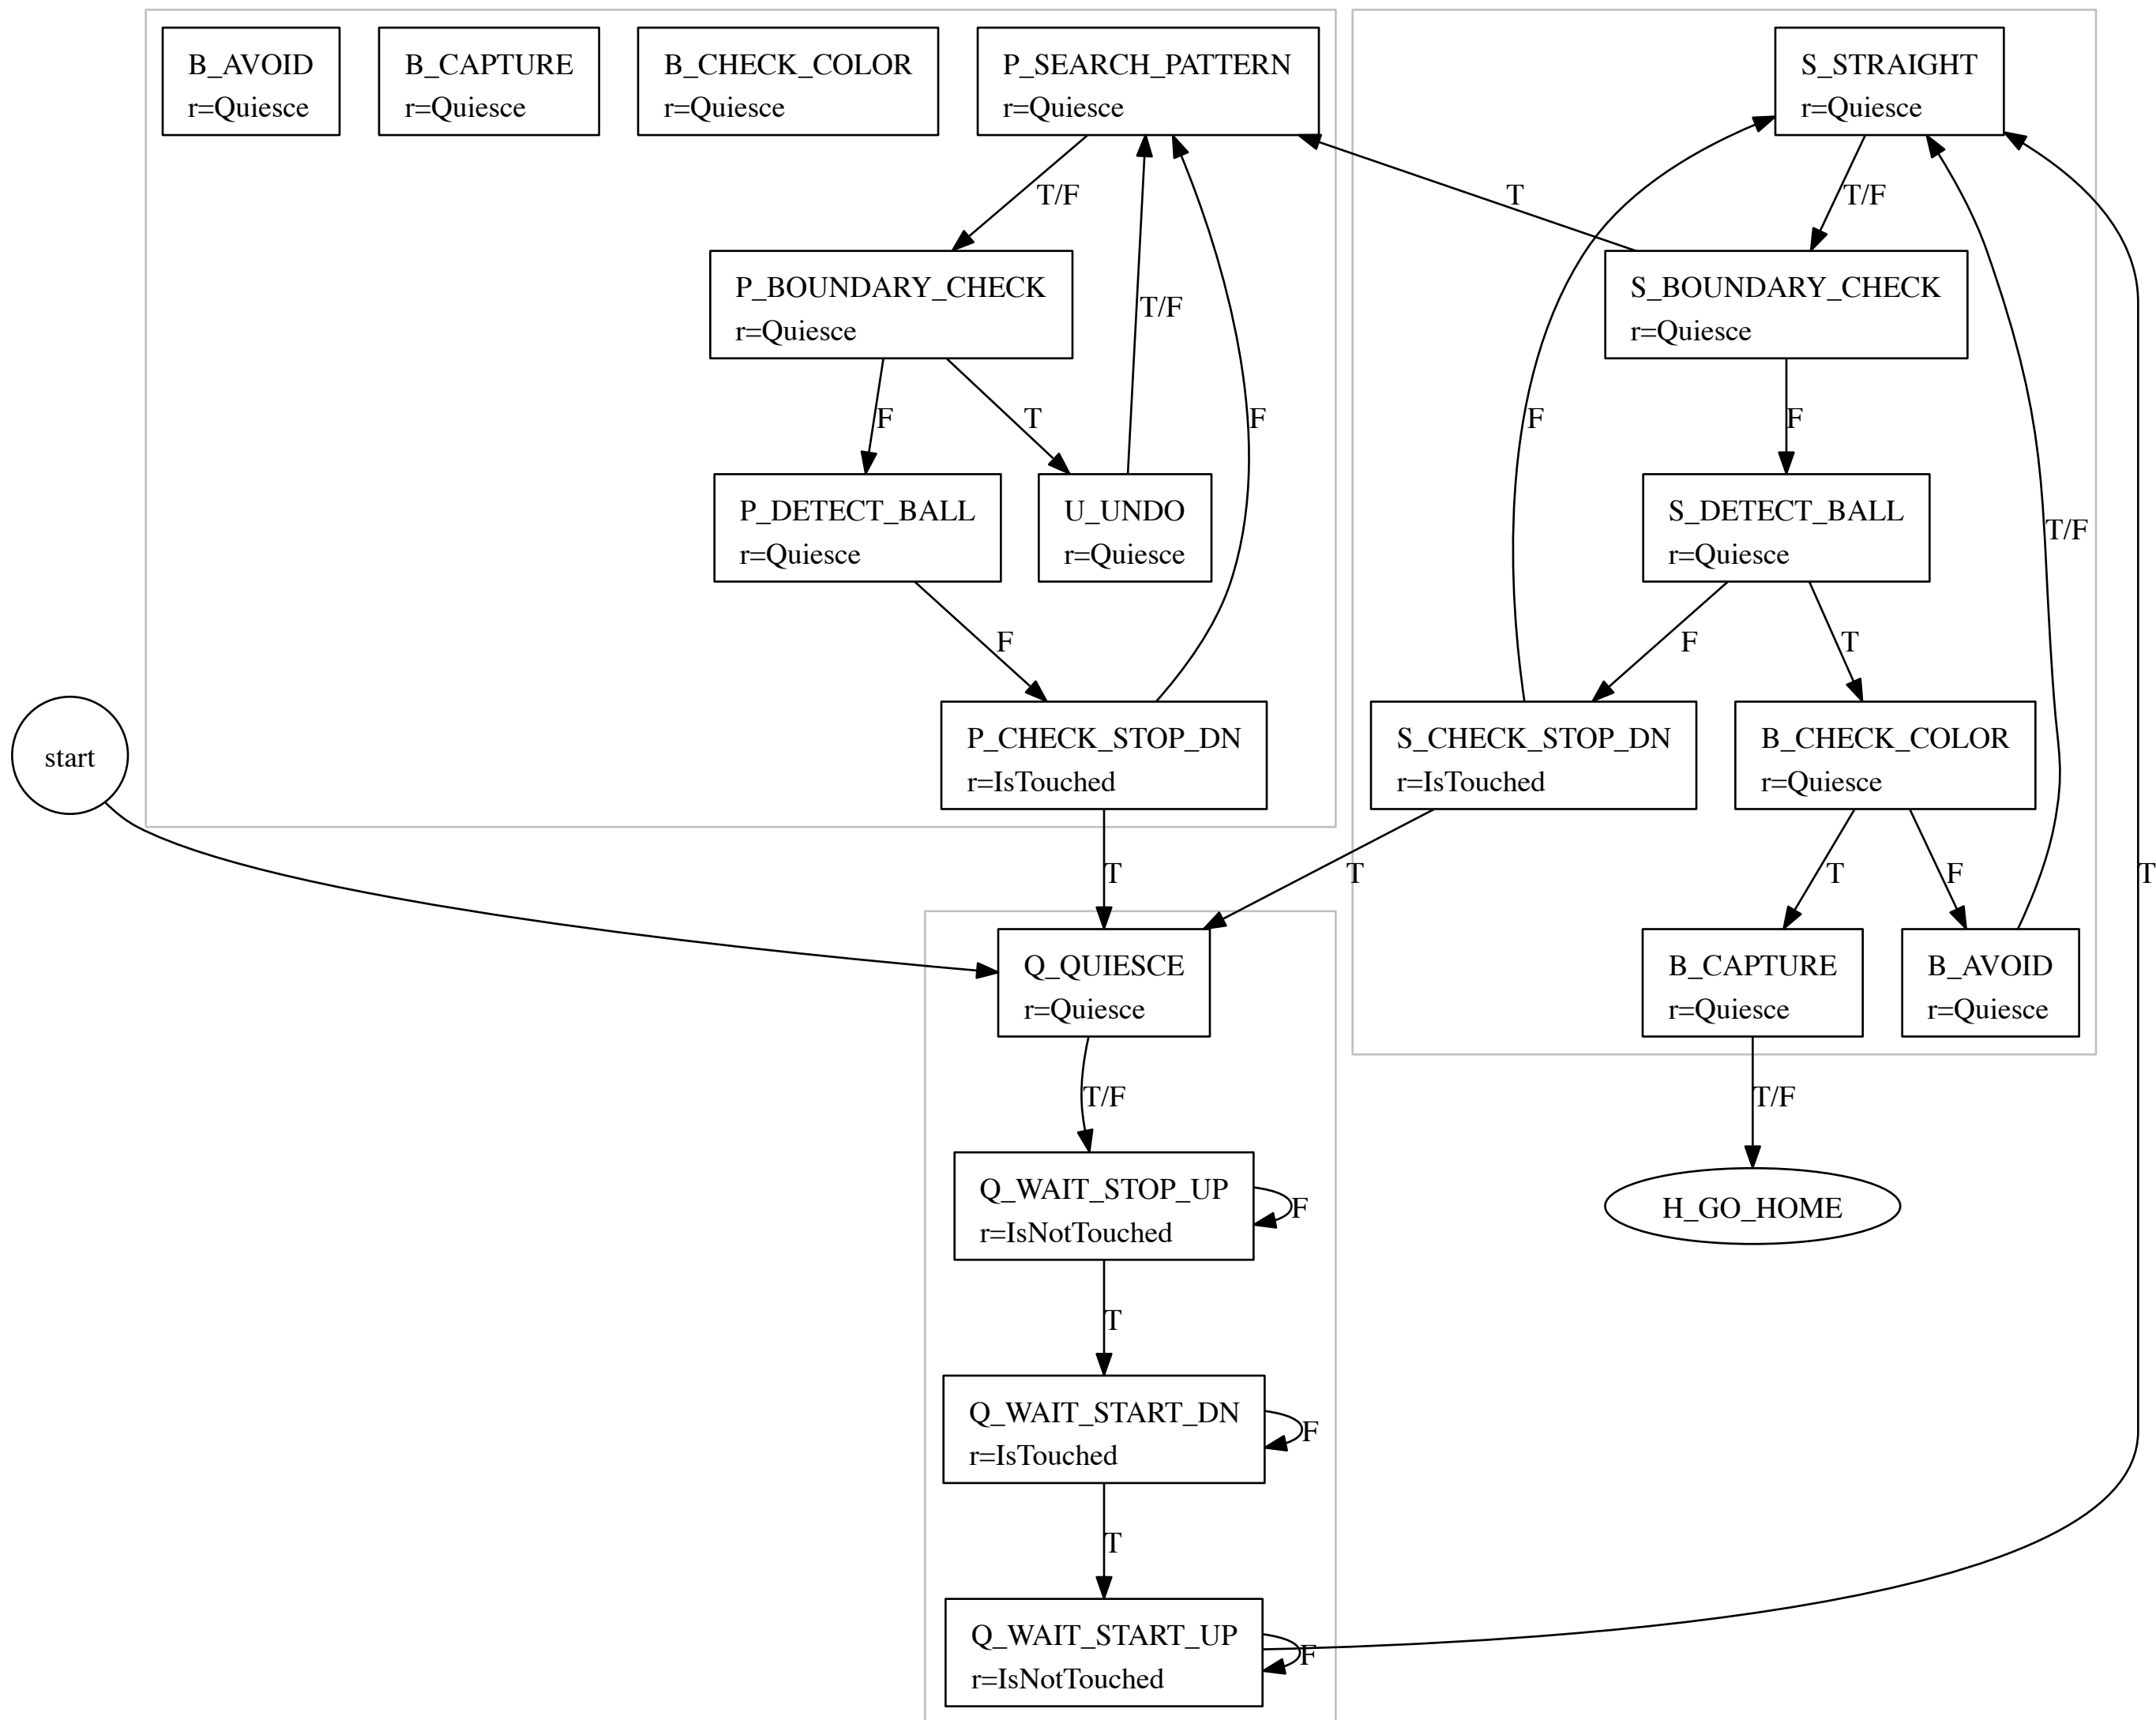 B_AVOID
r=Quiesce
B_CAPTURE
r=Quiesce
B_CHECK_COLOR
r=Quiesce
P_SEARCH_PATTERN
r=Quiesce
S_STRAIGHT
r=Quiesce
T/F
T
T/F
P_BOUNDARY_CHECK
r=Quiesce
T/F
S_BOUNDARY_CHECK
r=Quiesce
F
T
F
F
F
P_DETECT_BALL
r=Quiesce
U_UNDO
r=Quiesce
S_DETECT_BALL
r=Quiesce
T/F
F
F
T
start
P_CHECK_STOP_DN
r=IsTouched
S_CHECK_STOP_DN
r=IsTouched
B_CHECK_COLOR
r=Quiesce
T
T
T
F
T
Q_QUIESCE
r=Quiesce
B_CAPTURE
r=Quiesce
B_AVOID
r=Quiesce
T/F
T/F
Q_WAIT_STOP_UP
r=IsNotTouched
F
H_GO_HOME
T
Q_WAIT_START_DN
r=IsTouched
F
T
Q_WAIT_START_UP
r=IsNotTouched
F